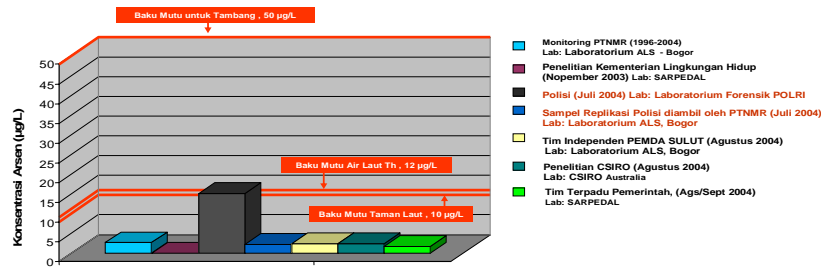 Baku Mutu untuk Tambang , 50 µg/L
Konsentrasi Arsen (µg/L)
50
45
40
35
30
25
20
15
10
5
0
Baku Mutu Air Laut Th , 12 µg/L
Baku Mutu Taman Laut , 10 µg/L
Monitoring PTNMR (1996-2004)
Lab: Laboratorium ALS - Bogor
Penelitian Kementerian Lingkungan Hidup
(Nopember 2003) Lab: SARPEDAL
Polisi (Juli 2004) Lab: Laboratorium Forensik POLRI
Sampel Replikasi Polisi diambil oleh PTNMR (Juli 2004)
Lab: Laboratorium ALS, Bogor
Tim Independen PEMDA SULUT (Agustus 2004)
Lab: Laboratorium ALS, Bogor
Penelitian CSIRO (Agustus 2004)
Lab: CSIRO Australia
Tim Terpadu Pemerintah, (Ags/Sept 2004)
Lab: SARPEDAL